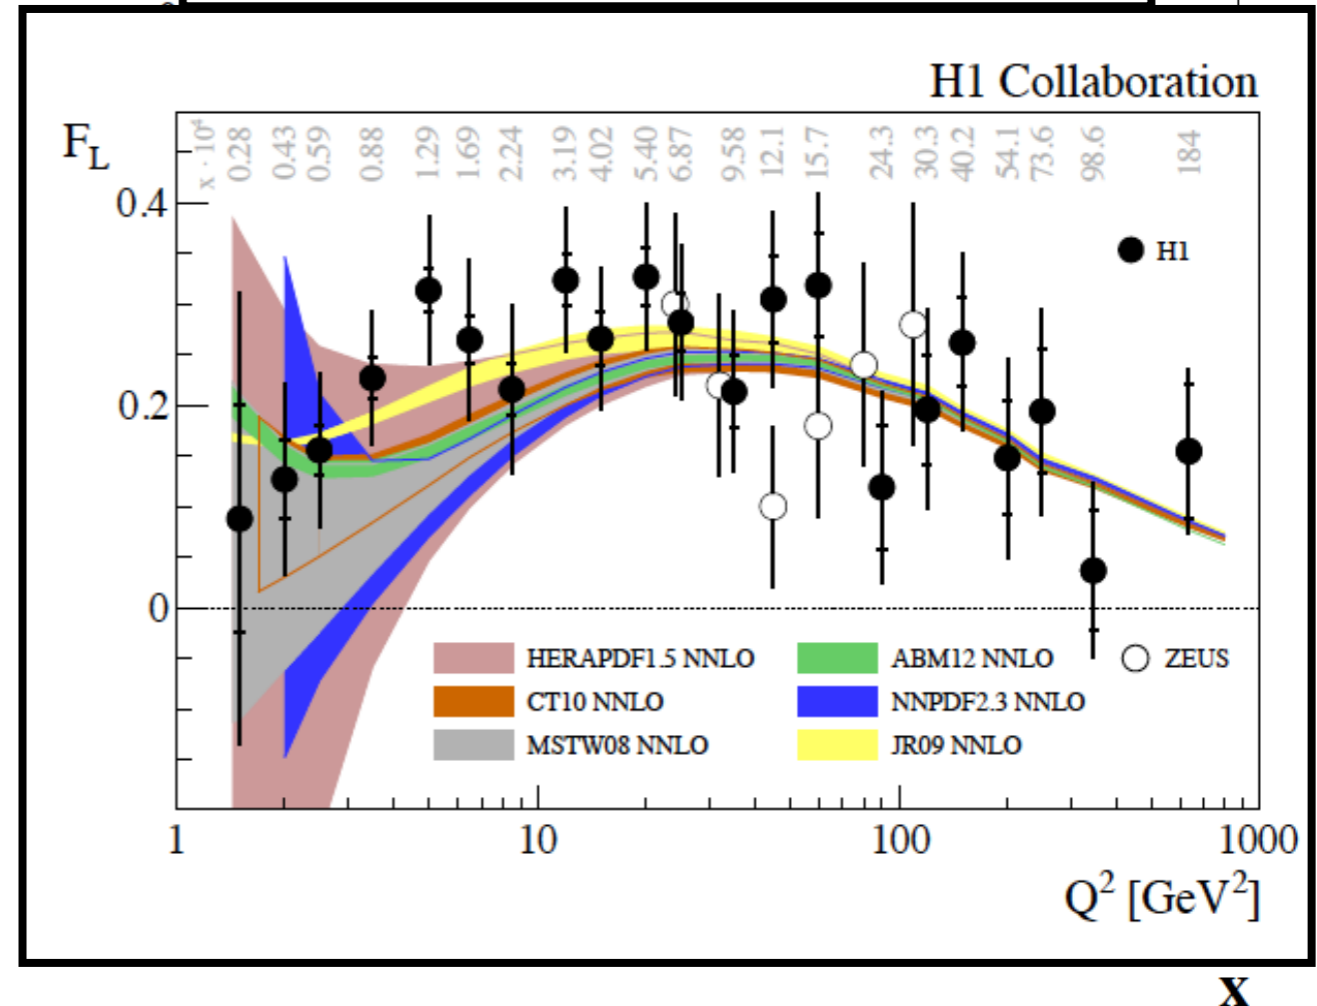 H1 Collaboration
F_L
x · 10⁴ 0.28 0.43 0.59 0.88 1.29 1.69 2.24 3.19 4.02 5.40 6.87 9.58 12.1 15.7 24.3 30.3 40.2 54.1 73.6 98.6 184
0.4
H1
0.2
0
HERAPDF1.5 NNLO ABM12 NNLO ZEUS
CT10 NNLO NNPDF2.3 NNLO
MSTW08 NNLO JR09 NNLO
1 10 100 1000
Q² [GeV²]
x